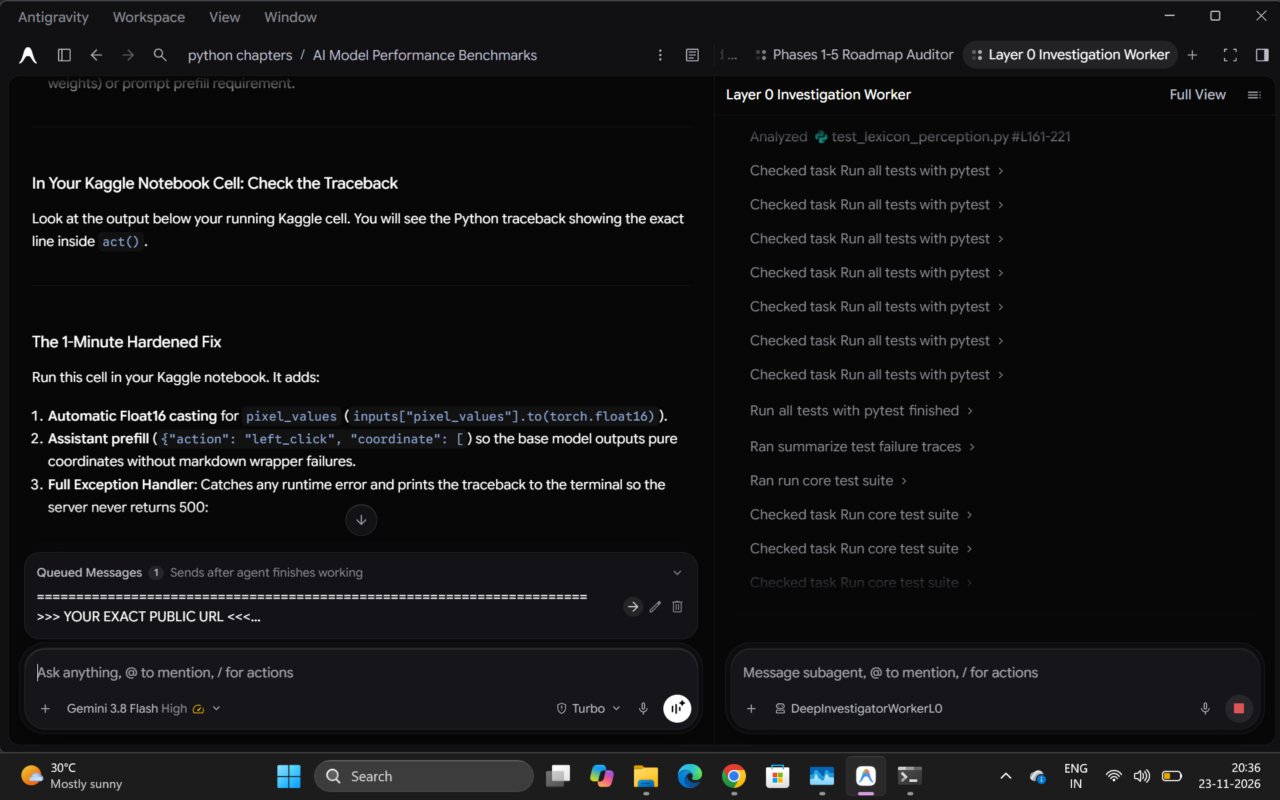 Antigravity Workspace View Window
python chapters / AI Model Performance Benchmarks
... Phases 1-5 Roadmap Auditor Layer 0 Investigation Worker
weights) or prompt prefill requirement.
In Your Kaggle Notebook Cell: Check the Traceback
Look at the output below your running Kaggle cell. You will see the Python traceback showing the exact
line inside act() .
The 1-Minute Hardened Fix
Run this cell in your Kaggle notebook. It adds:
1. Automatic Float16 casting for pixel_values ( inputs["pixel_values"].to(torch.float16) ).
2. Assistant prefill ( {"action": "left_click", "coordinate": [ ) so the base model outputs pure
coordinates without markdown wrapper failures.
3. Full Exception Handler: Catches any runtime error and prints the traceback to the terminal so the
server never returns 500:
Queued Messages 1 Sends after agent finishes working
======================================================================
>>> YOUR EXACT PUBLIC URL <<<...
Ask anything, @ to mention, / for actions
Gemini 3.8 Flash High
Turbo
Layer 0 Investigation Worker
Full View
Analyzed test_lexicon_perception.py #L161-221
Checked task Run all tests with pytest >
Checked task Run all tests with pytest >
Checked task Run all tests with pytest >
Checked task Run all tests with pytest >
Checked task Run all tests with pytest >
Checked task Run all tests with pytest >
Checked task Run all tests with pytest >
Run all tests with pytest finished >
Ran summarize test failure traces >
Ran run core test suite >
Checked task Run core test suite >
Checked task Run core test suite >
Checked task Run core test suite >
Message subagent, @ to mention, / for actions
DeepInvestigatorWorkerL0
30°C
Mostly sunny
Search
ENG
IN
20:36
23-11-2026